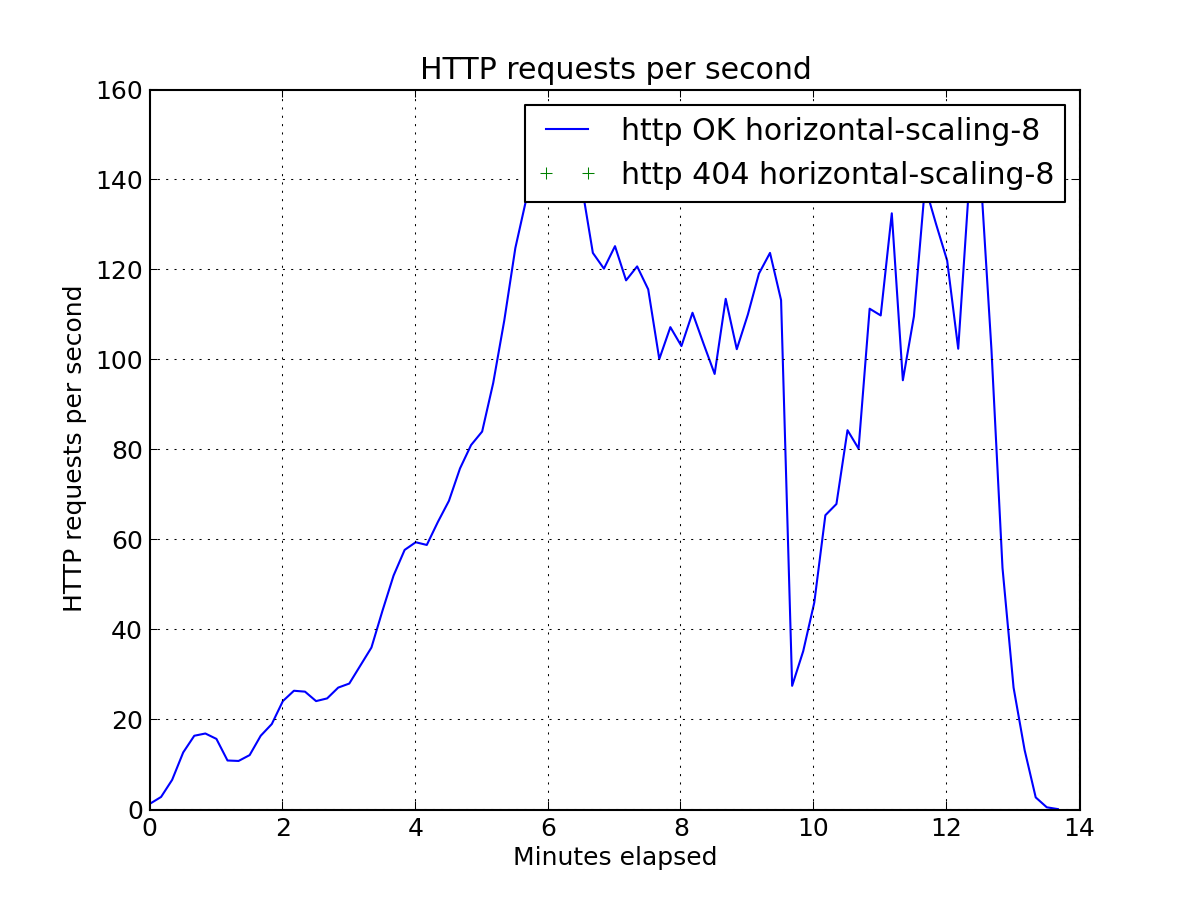 HTTP requests per second
160
140
120
100
80
60
40
20
0
HTTP requests per second
http OK horizontal-scaling-8
http 404 horizontal-scaling-8
0 2 4 6 8 10 12 14
Minutes elapsed